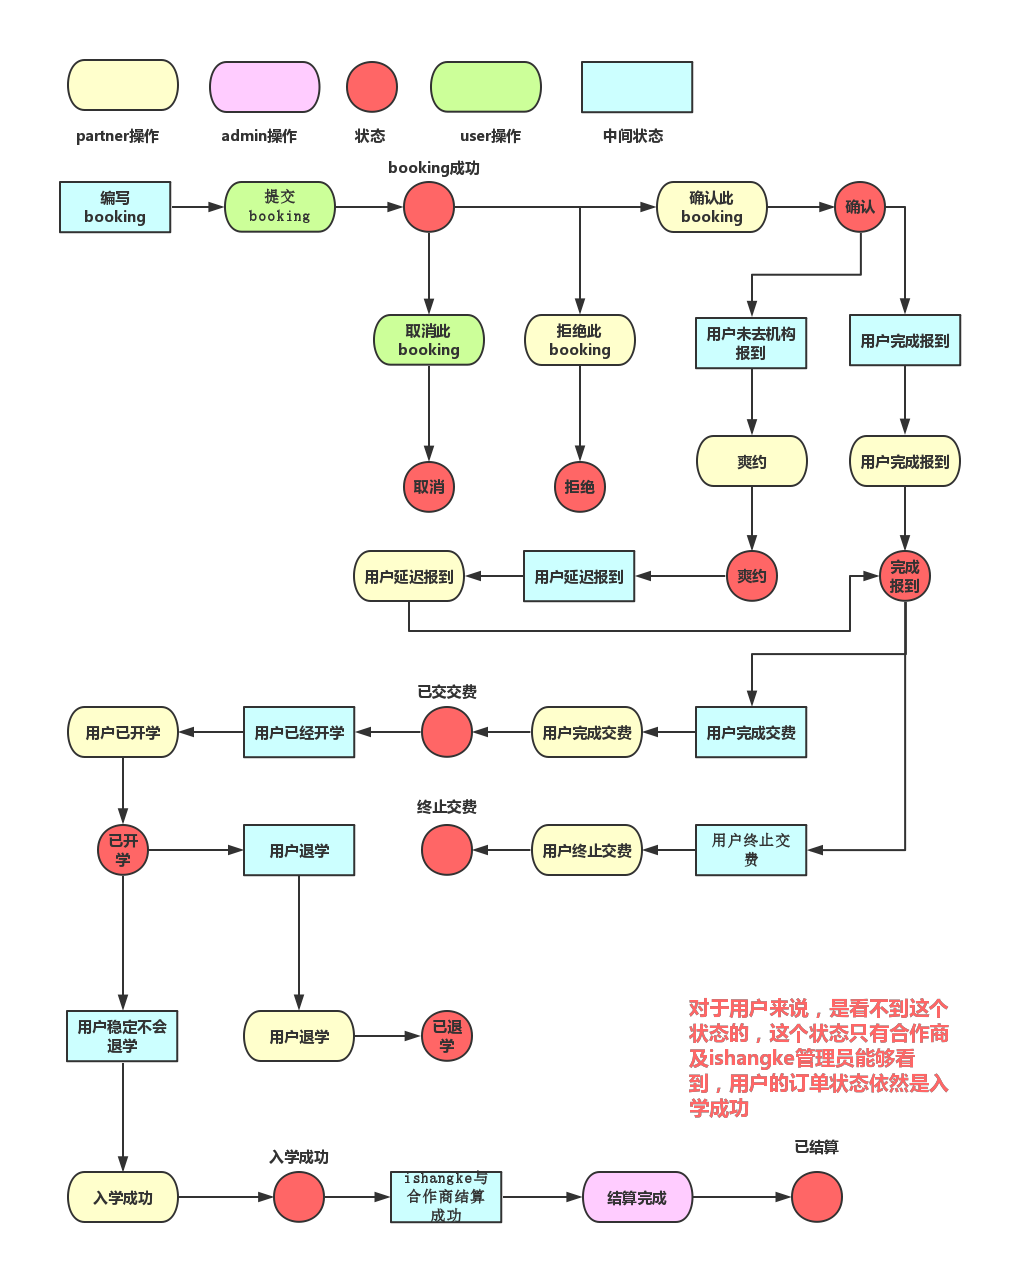 partner操作
admin操作
状态
user操作
中间状态
booking成功
编写
booking
提交
booking
确认此
booking
确认
取消此
booking
拒绝此
booking
用户未去机构
报到
用户完成报到
爽约
用户完成报到
取消
拒绝
用户延迟报到
用户延迟报到
爽约
完成
报到
已交交费
用户已开学
用户已经开学
用户完成交费
用户完成交费
终止交费
已开
学
用户退学
用户终止交费
用户终止交
费
用户稳定不会
退学
用户退学
已退
学
对于用户来说，是看不到这个
状态的，这个状态只有合作商
及ishangke管理员能够看
到，用户的订单状态依然是入
学成功
入学成功
已结算
入学成功
ishangke与
合作商结算
成功
结算完成